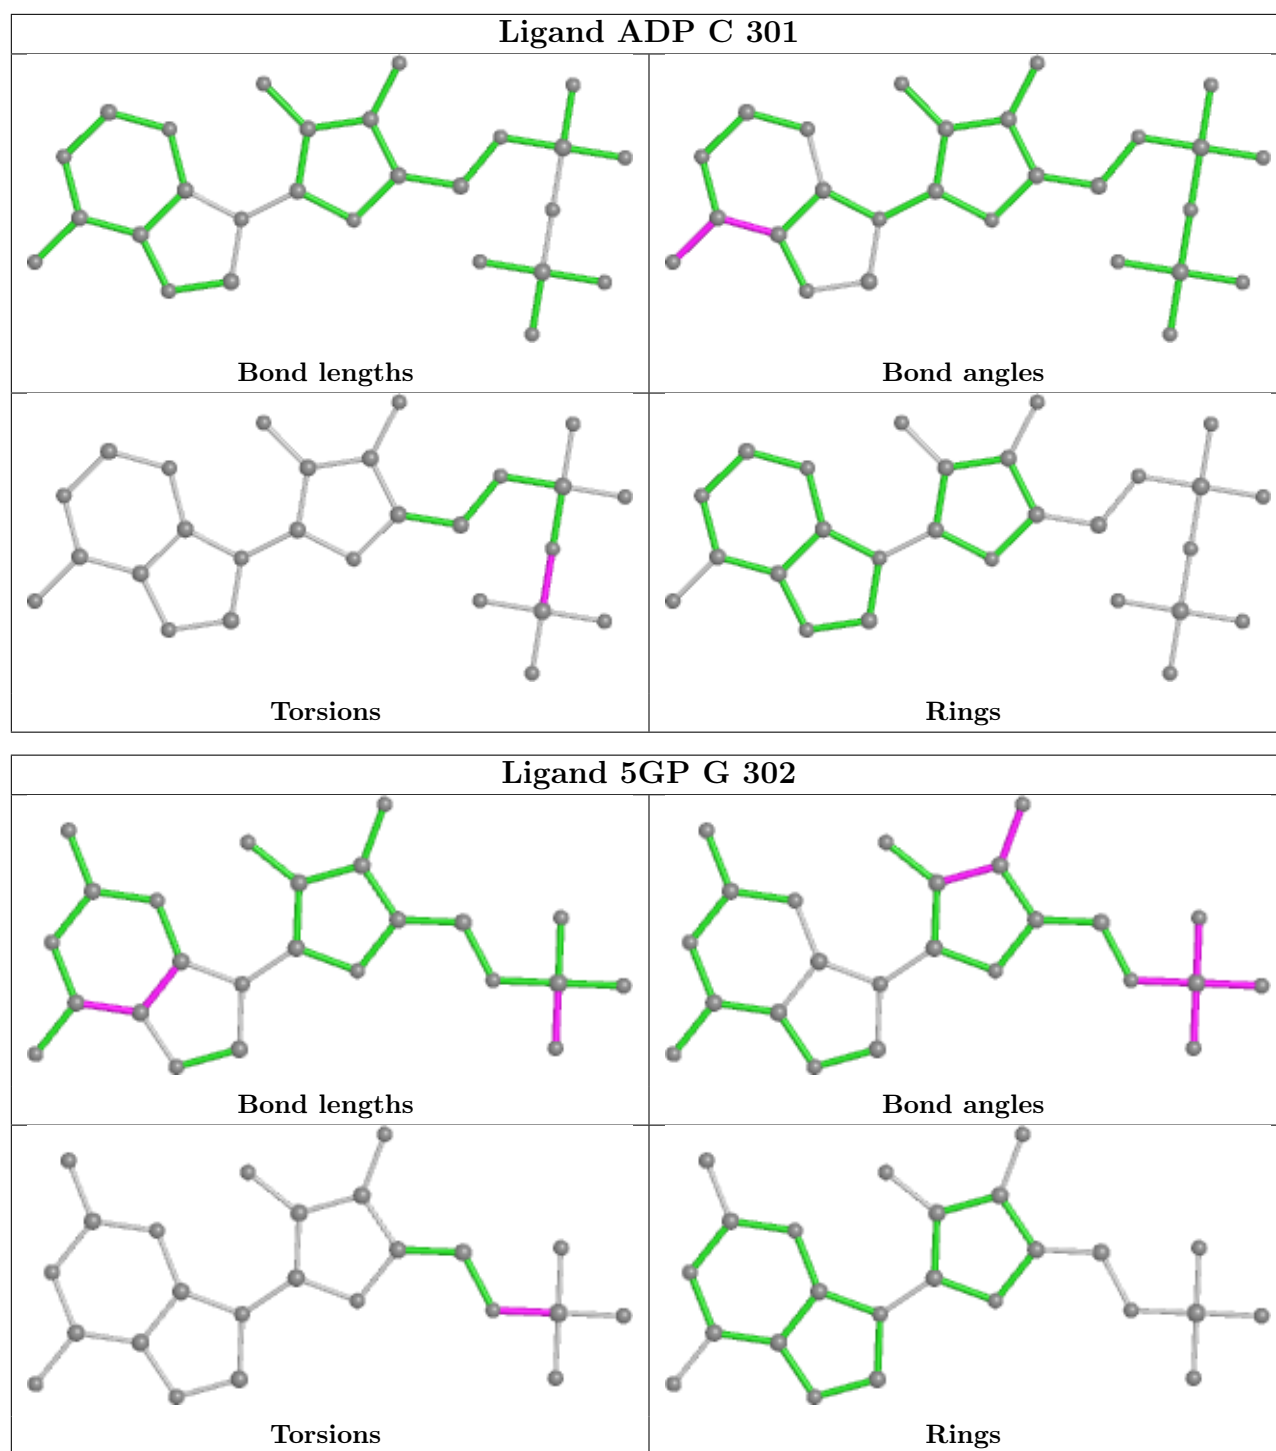 Ligand ADP C 301
Bond lengths
Bond angles
Torsions
Rings
Ligand 5GP G 302
Bond lengths
Bond angles
Torsions
Rings